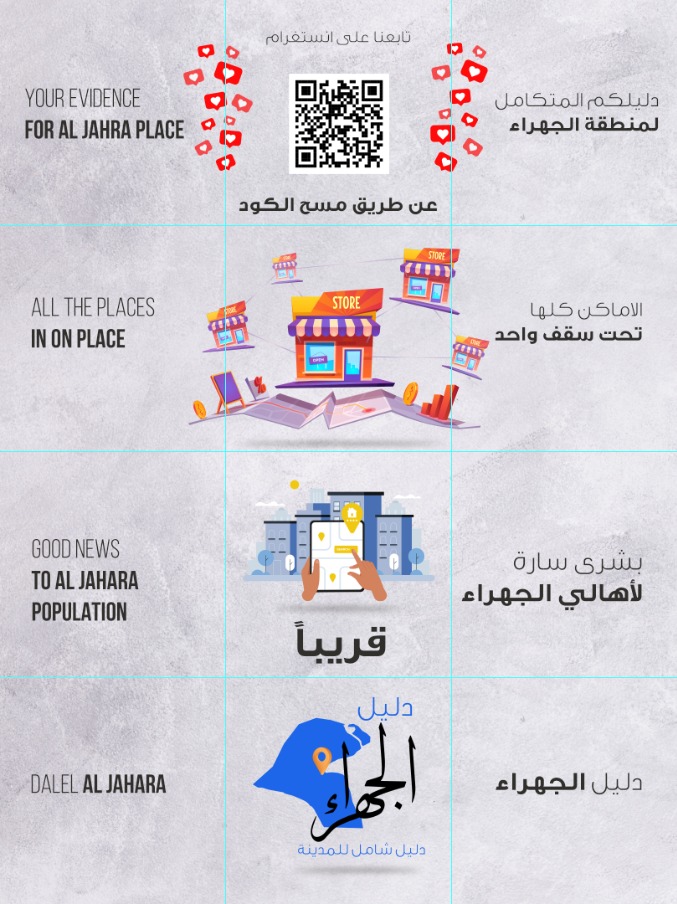 تابعنا على انستغرام
YOUR EVIDENCE
FOR AL JAHRA PLACE
دليلكم المتكامل
لمنطقة الجهراء
عن طريق مسح الكود
ALL THE PLACES
IN ON PLACE
STORE
STORE
STORE
STORE
STORE
OPEN
الاماكن كلها
تحت سقف واحد
GOOD NEWS
TO AL JAHARA
POPULATION
بشرى سارة
لأهالي الجهراء
قريباً
DALEL AL JAHARA
دليل
الجهراء
دليل شامل للمدينة
دليل الجهراء